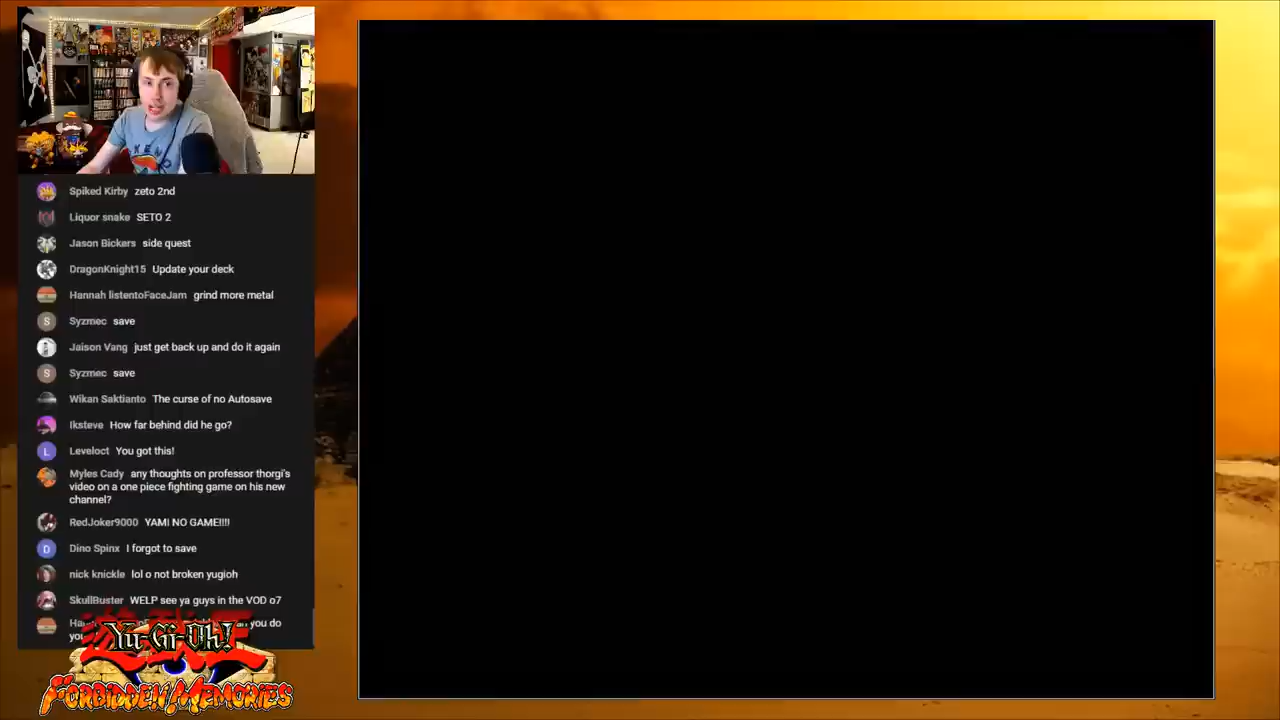 Spiked Kirby zeto 2nd
Liquor snake SETO 2
Jason Bickers side quest
DragonKnight15 Update your deck
Hannah listentoFaceJam grind more metal
Syzmec save
Jaison Vang just get back up and do it again
S
Syzmec save
S
Wikan Saktianto The curse of no Autosave
Iksteve How far behind did he go?
L
Leveloct You got this!
Myles Cady any thoughts on professor thorgi's
video on a one piece fighting game on his new
channel?
RedJoker9000 YAMI NO GAME!!!!
D
Dino Spinx I forgot to save
nick knickle lol o not broken yugioh
SkullBuster WELP see ya guys in the VOD o7
you do
Yu-Gi-Oh!
Forbidden Memories